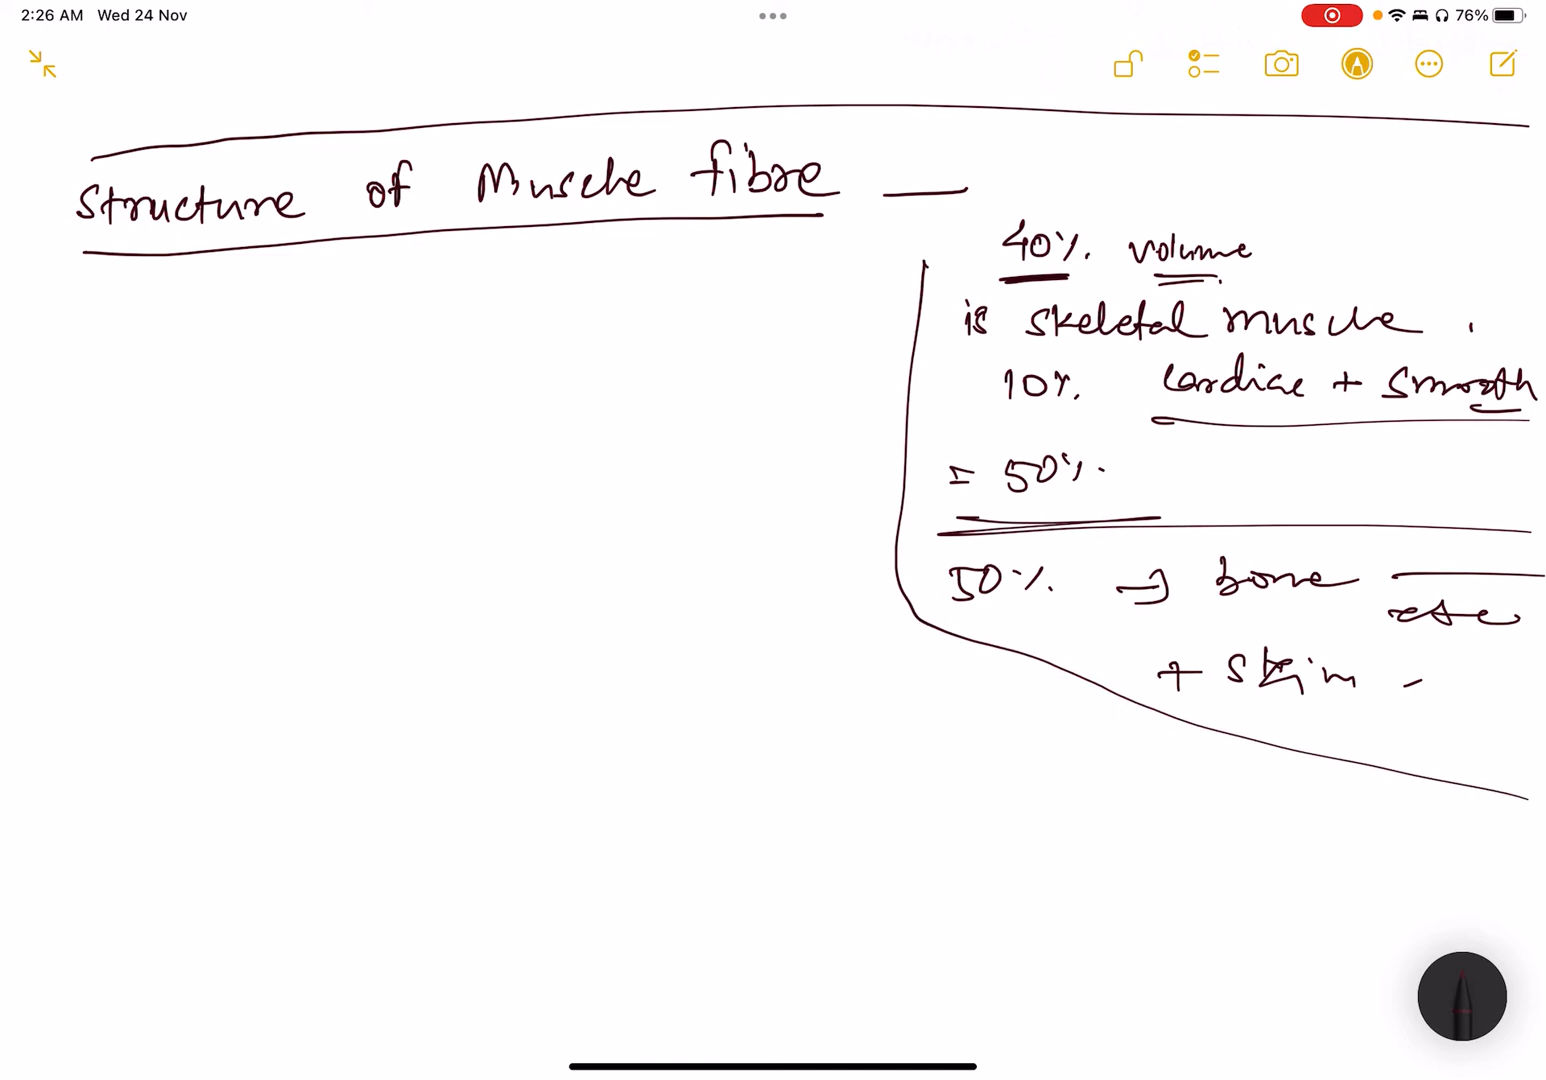 2:26 AM Wed 24 Nov
76%
Structure of Muscle fibre —
40% volume
is skeletal muscle .
10% cardiac + smooth
= 50%.
50% → bone
etc
+ skin -